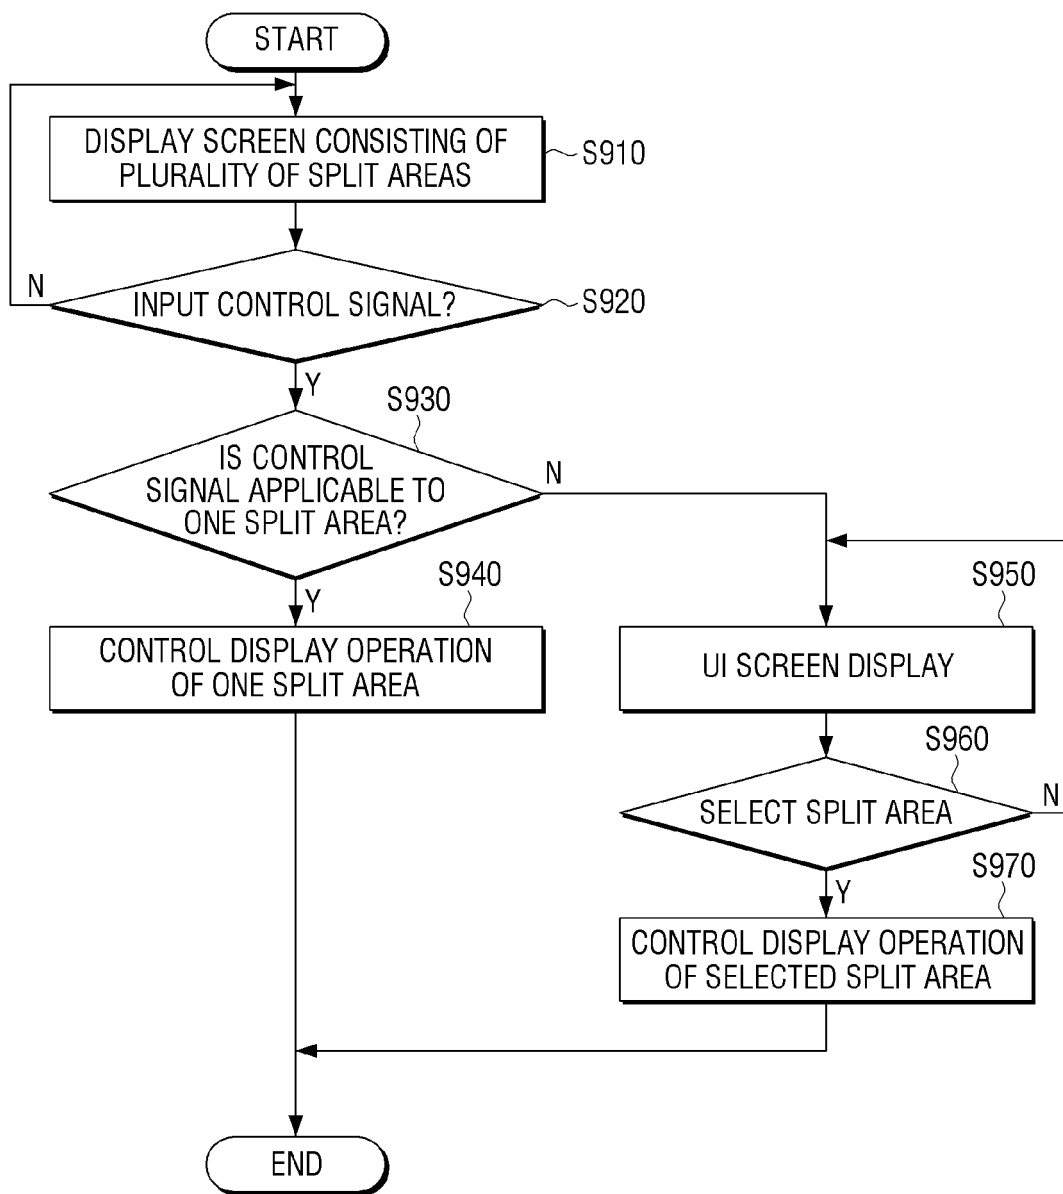 START
DISPLAY SCREEN CONSISTING OF
PLURALITY OF SPLIT AREAS
S910
N
INPUT CONTROL SIGNAL?
S920
Y
S930
IS CONTROL
SIGNAL APPLICABLE TO
ONE SPLIT AREA?
N
Y
S940
CONTROL DISPLAY OPERATION
OF ONE SPLIT AREA
S950
UI SCREEN DISPLAY
S960
SELECT SPLIT AREA
N
Y
S970
CONTROL DISPLAY OPERATION
OF SELECTED SPLIT AREA
END